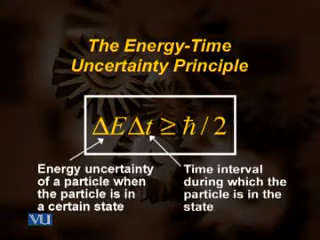 The Energy-Time
Uncertainty Principle
ΔEΔt ≥ ħ / 2
Energy uncertainty
of a particle when
the particle is in
a certain state
Time interval
during which the
particle is in the
state
VU